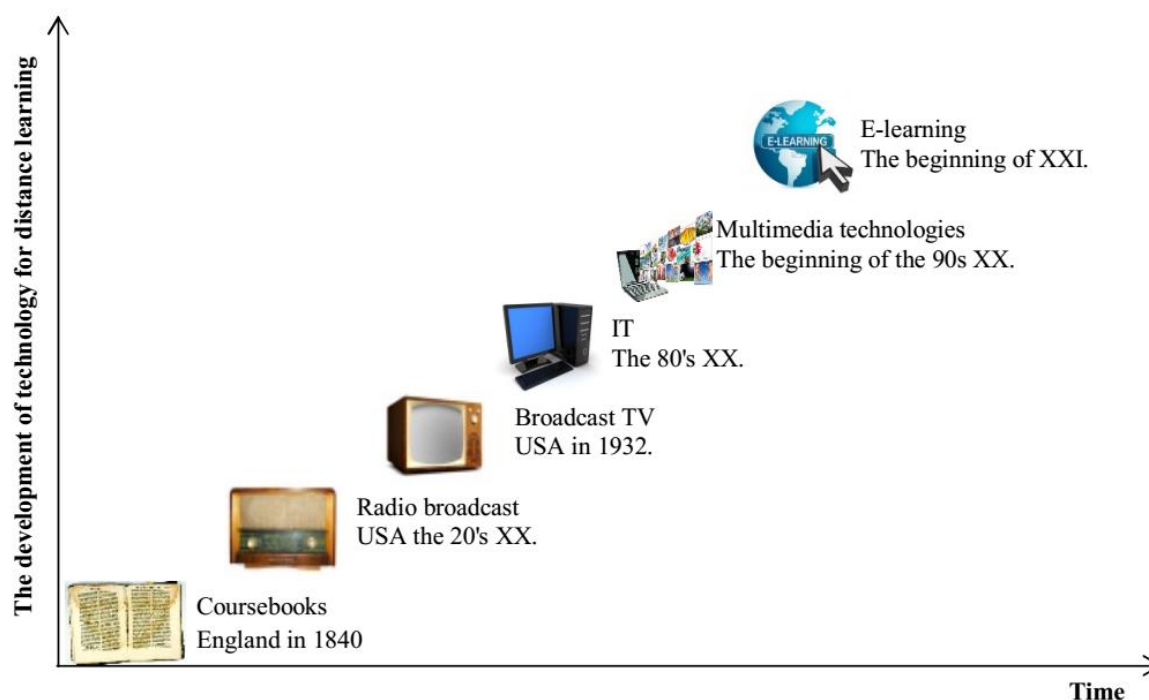 The development of technology for distance learning
E-LEARNING
E-learning
The beginning of XXI.
Multimedia technologies
The beginning of the 90s XX.
IT
The 80's XX.
Broadcast TV
USA in 1932.
Radio broadcast
USA the 20's XX.
Coursebooks
England in 1840
Time